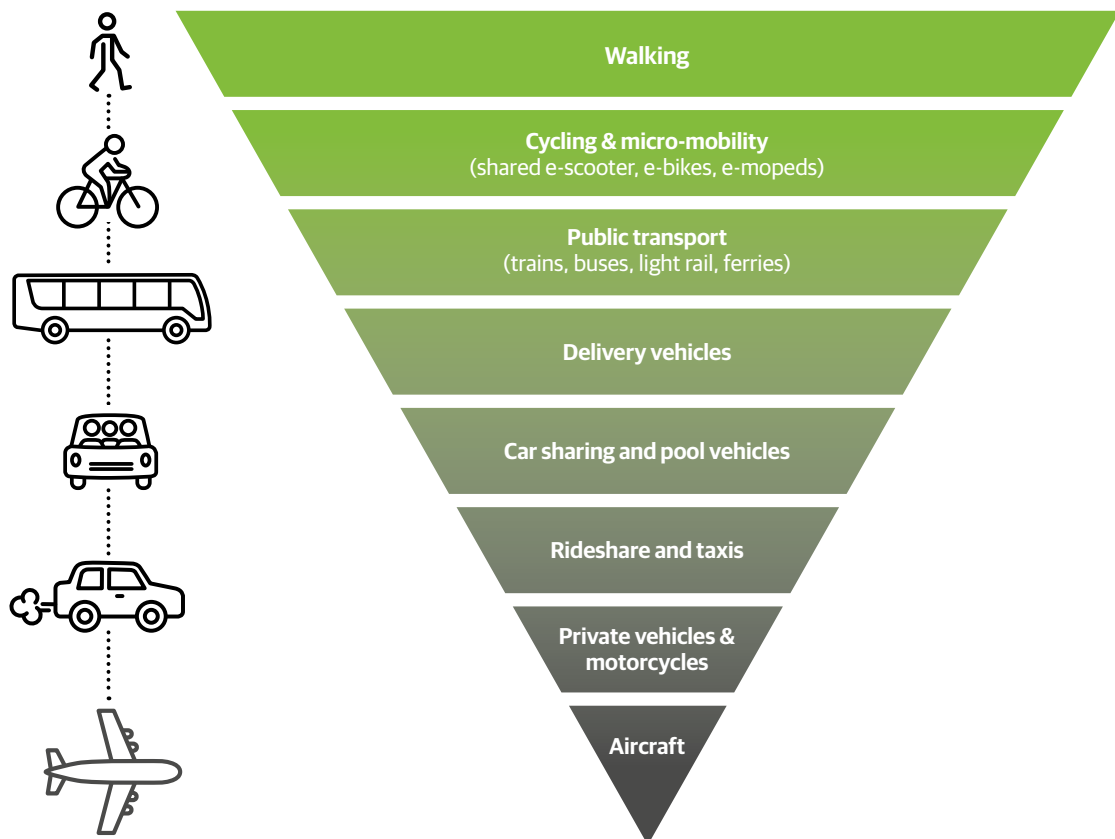 Walking
Cycling & micro-mobility
(shared e-scooter, e-bikes, e-mopeds)
Public transport
(trains, buses, light rail, ferries)
Delivery vehicles
Car sharing and pool vehicles
Rideshare and taxis
Private vehicles &
motorcycles
Aircraft